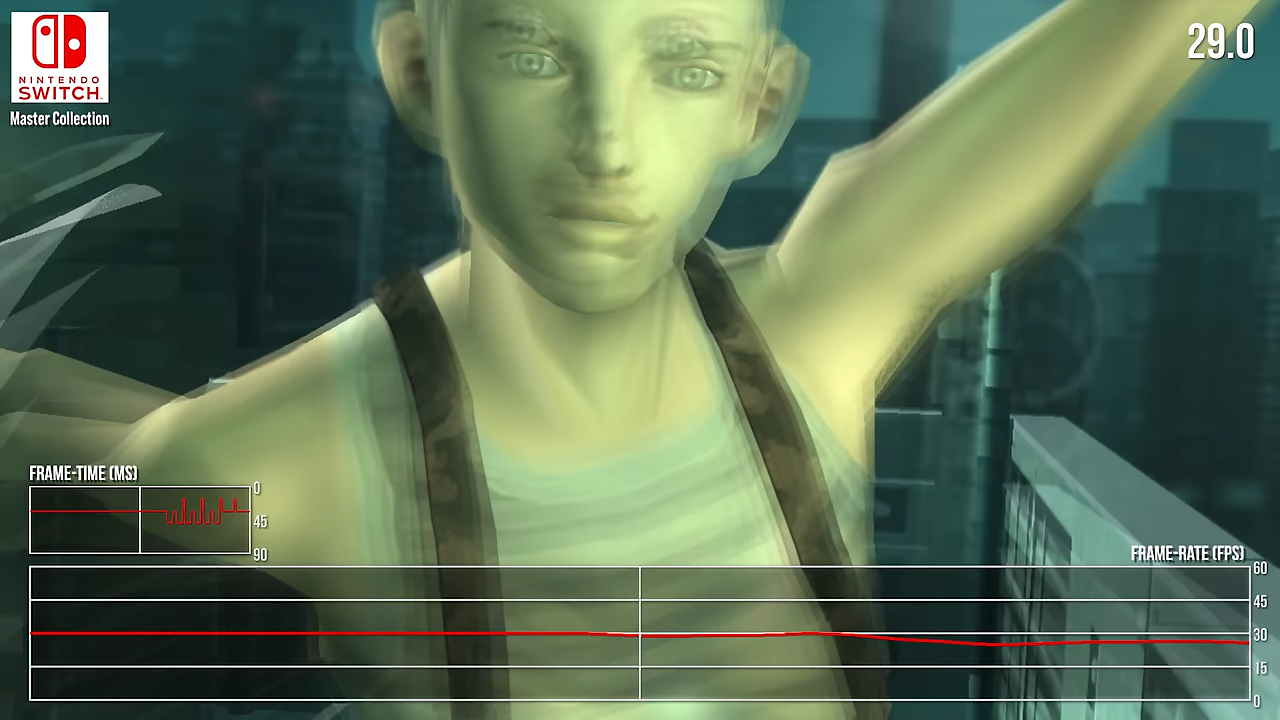 NINTENDO
SWITCH
Master Collection
29.0
FRAME-TIME (MS)
0
45
90
FRAME-RATE (FPS)
60
45
30
15
0